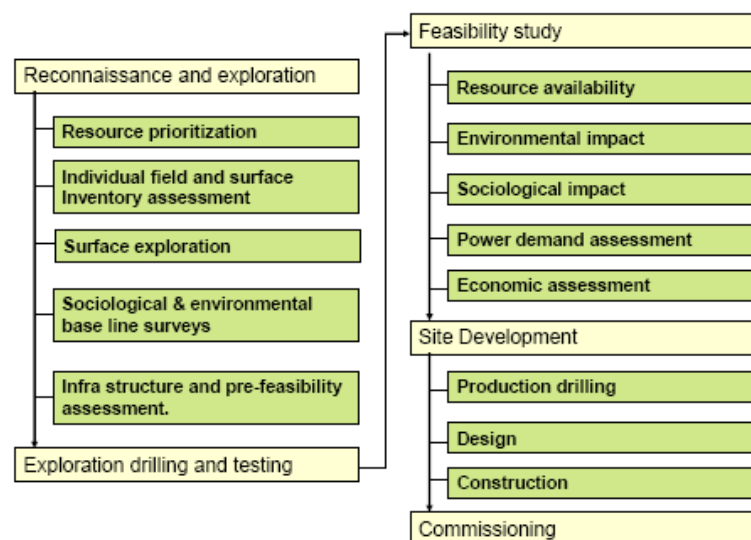 Reconnaissance and exploration
Resource prioritization
Individual field and surface
Inventory assessment
Surface exploration
Sociological & environmental
base line surveys
Infra structure and pre-feasibility
assessment.
Exploration drilling and testing
Feasibility study
Resource availability
Environmental impact
Sociological impact
Power demand assessment
Economic assessment
Site Development
Production drilling
Design
Construction
Commissioning